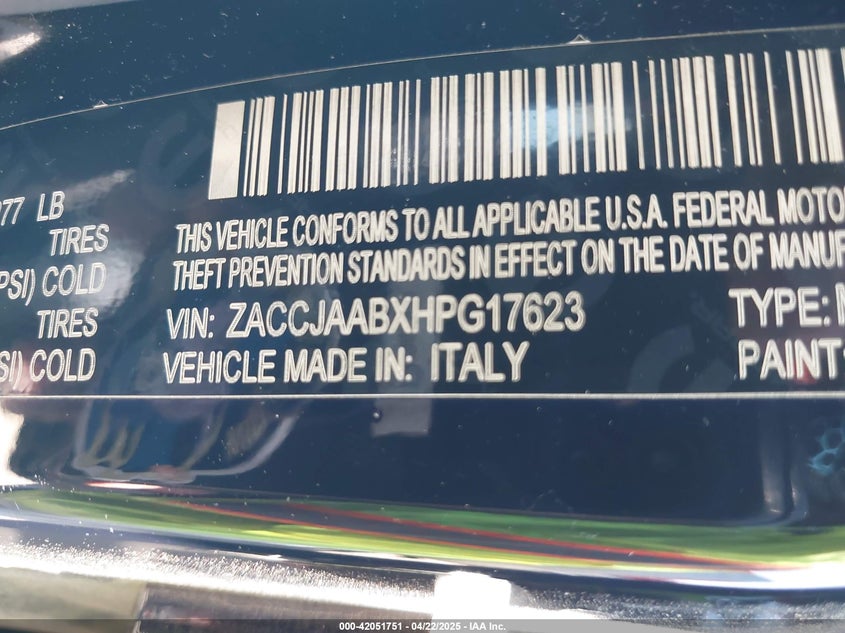 977 LB
TIRES
PSI) COLD
TIRES
SI) COLD
THIS VEHICLE CONFORMS TO ALL APPLICABLE U.S.A. FEDERAL MOTO
THEFT PREVENTION STANDARDS IN EFFECT ON THE DATE OF MANUF
VIN: ZACCJAABXHPG17623
TYPE:
VEHICLE MADE IN: ITALY
PAINT:
000-42051751 - 04/22/2025 - IAA Inc.